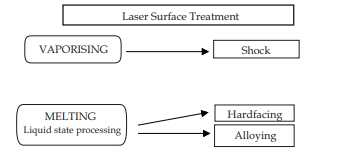 Laser Surface Treatment
VAPORISING
Shock
MELTING
Liquid state processing
Hardfacing
Alloying